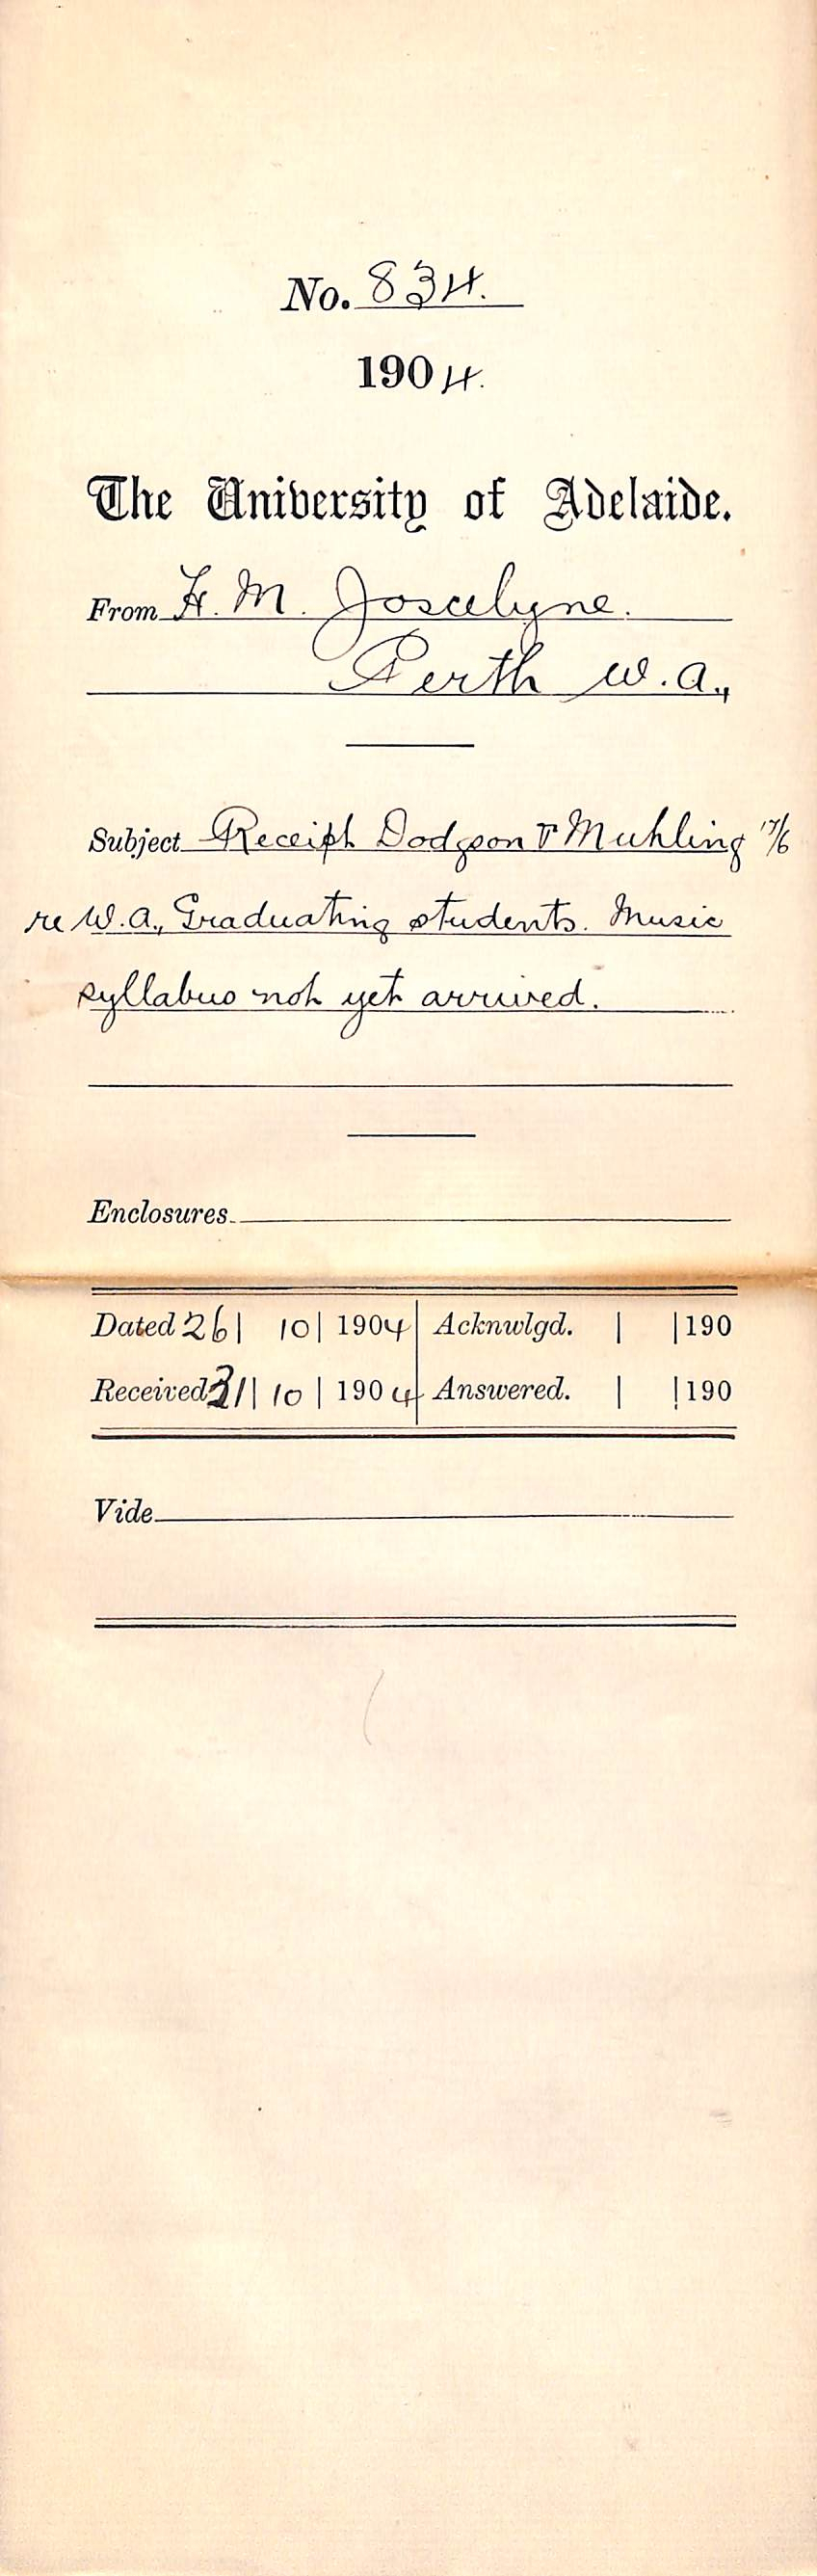 No. 834.
1904.
The University of Adelaide.
From H. M. Joscelyne.
Perth W.A.,
Subject Receipt Dodgson & Muhling 17/6
re W.A., Graduating students. Music
syllabus not yet arrived.
Enclosures
Dated 26| 10| 1904 Acknwlgd. | |190
Received 31| 10 | 1904 Answered. | |190
Vide